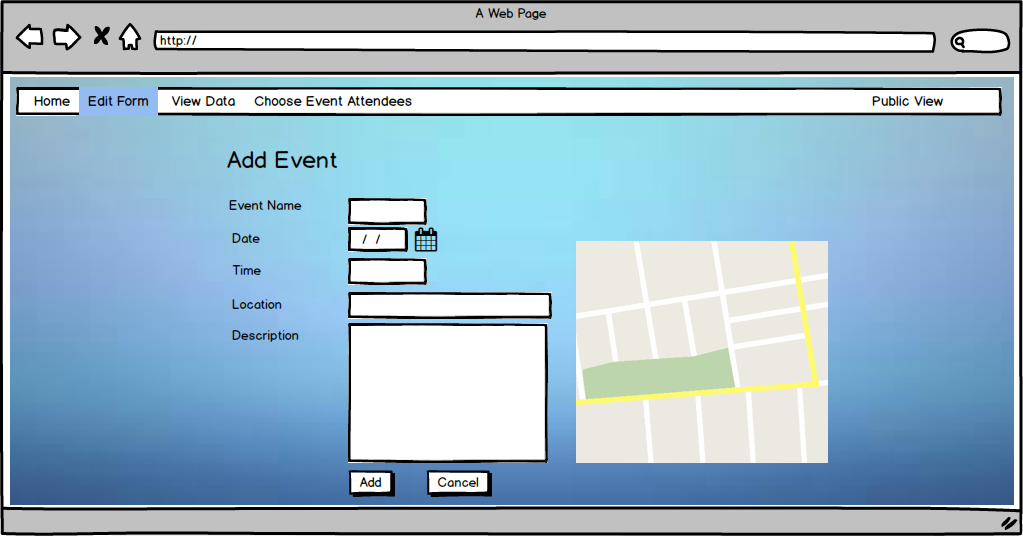 A Web Page
http://
Home Edit Form View Data Choose Event Attendees Public View
Add Event
Event Name
Date / /
Time
Location
Description
Add Cancel